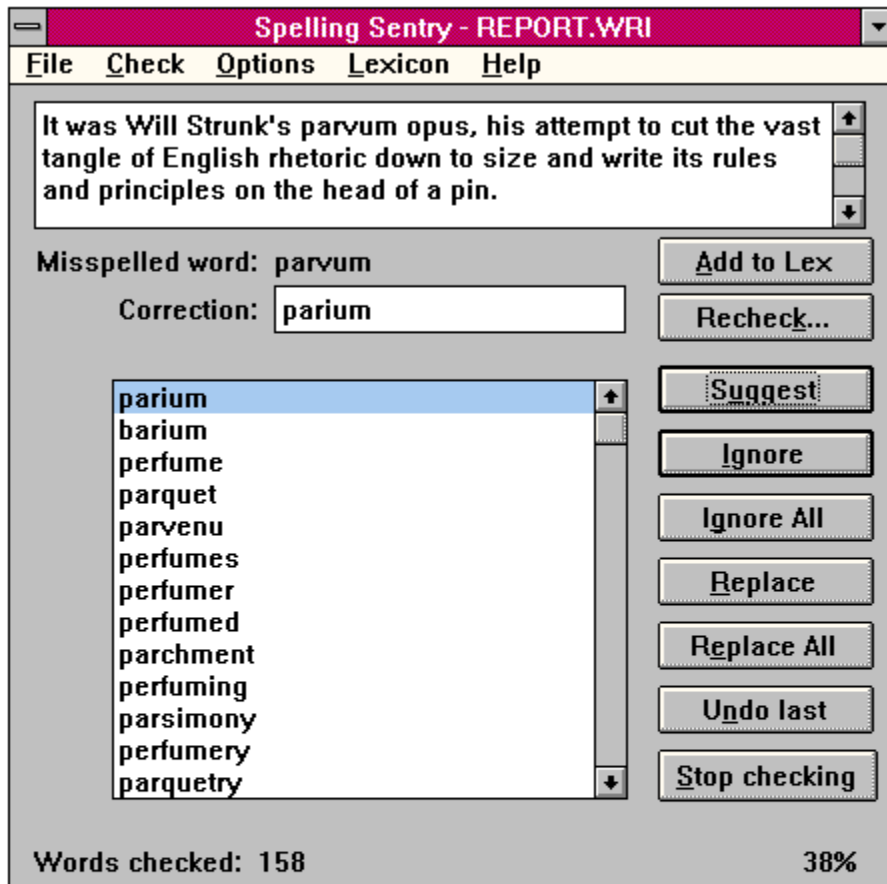 Spelling Sentry - REPORT.WRI
File Check Options Lexicon Help
It was Will Strunk's parvum opus, his attempt to cut the vast
tangle of English rhetoric down to size and write its rules
and principles on the head of a pin.
Misspelled word: parvum
Add to Lex
Correction: parium
Recheck...
parium
barium
perfume
parquet
parvenu
perfumes
perfumer
perfumed
parchment
perfuming
parsimony
perfumery
parquetry
Suggest
Ignore
Ignore All
Replace
Replace All
Undo last
Stop checking
Words checked: 158
38%